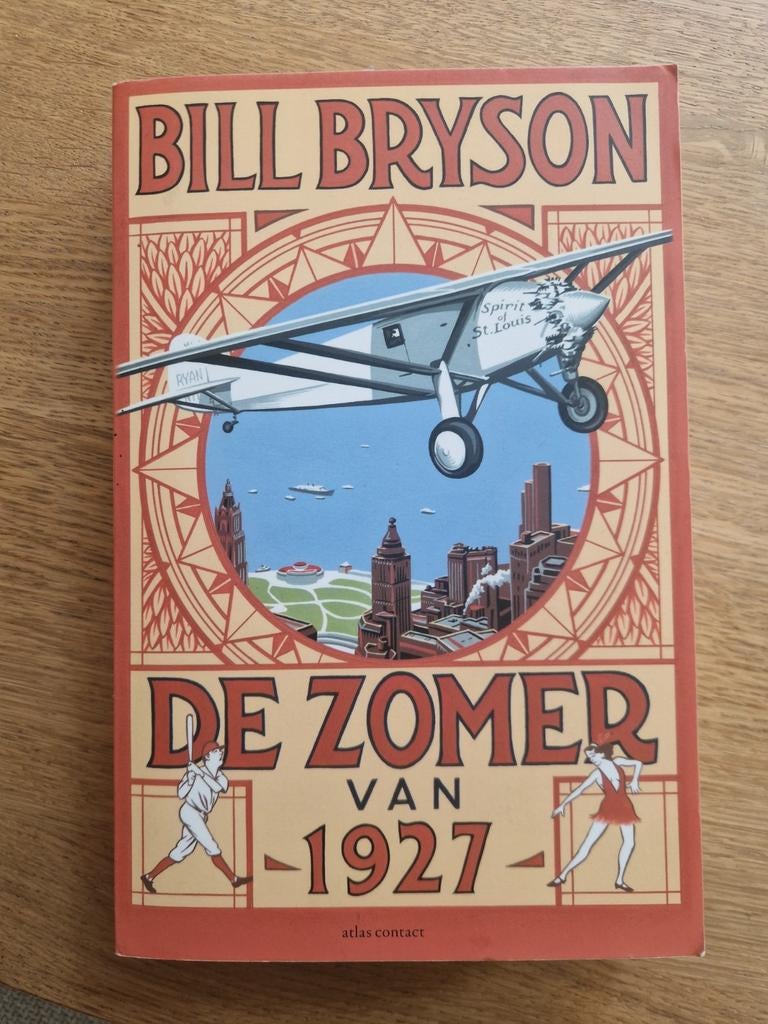 BILL BRYSON
Spirit
of
St. Louis
RYAN
DE ZOMER
VAN
1927
atlas contact